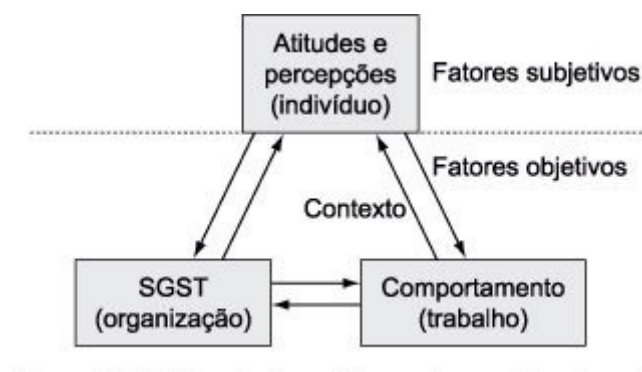 Atitudes e
percepções
(indivíduo)
Fatores subjetivos
Fatores objetivos
Contexto
SGST
(organização)
Comportamento
(trabalho)